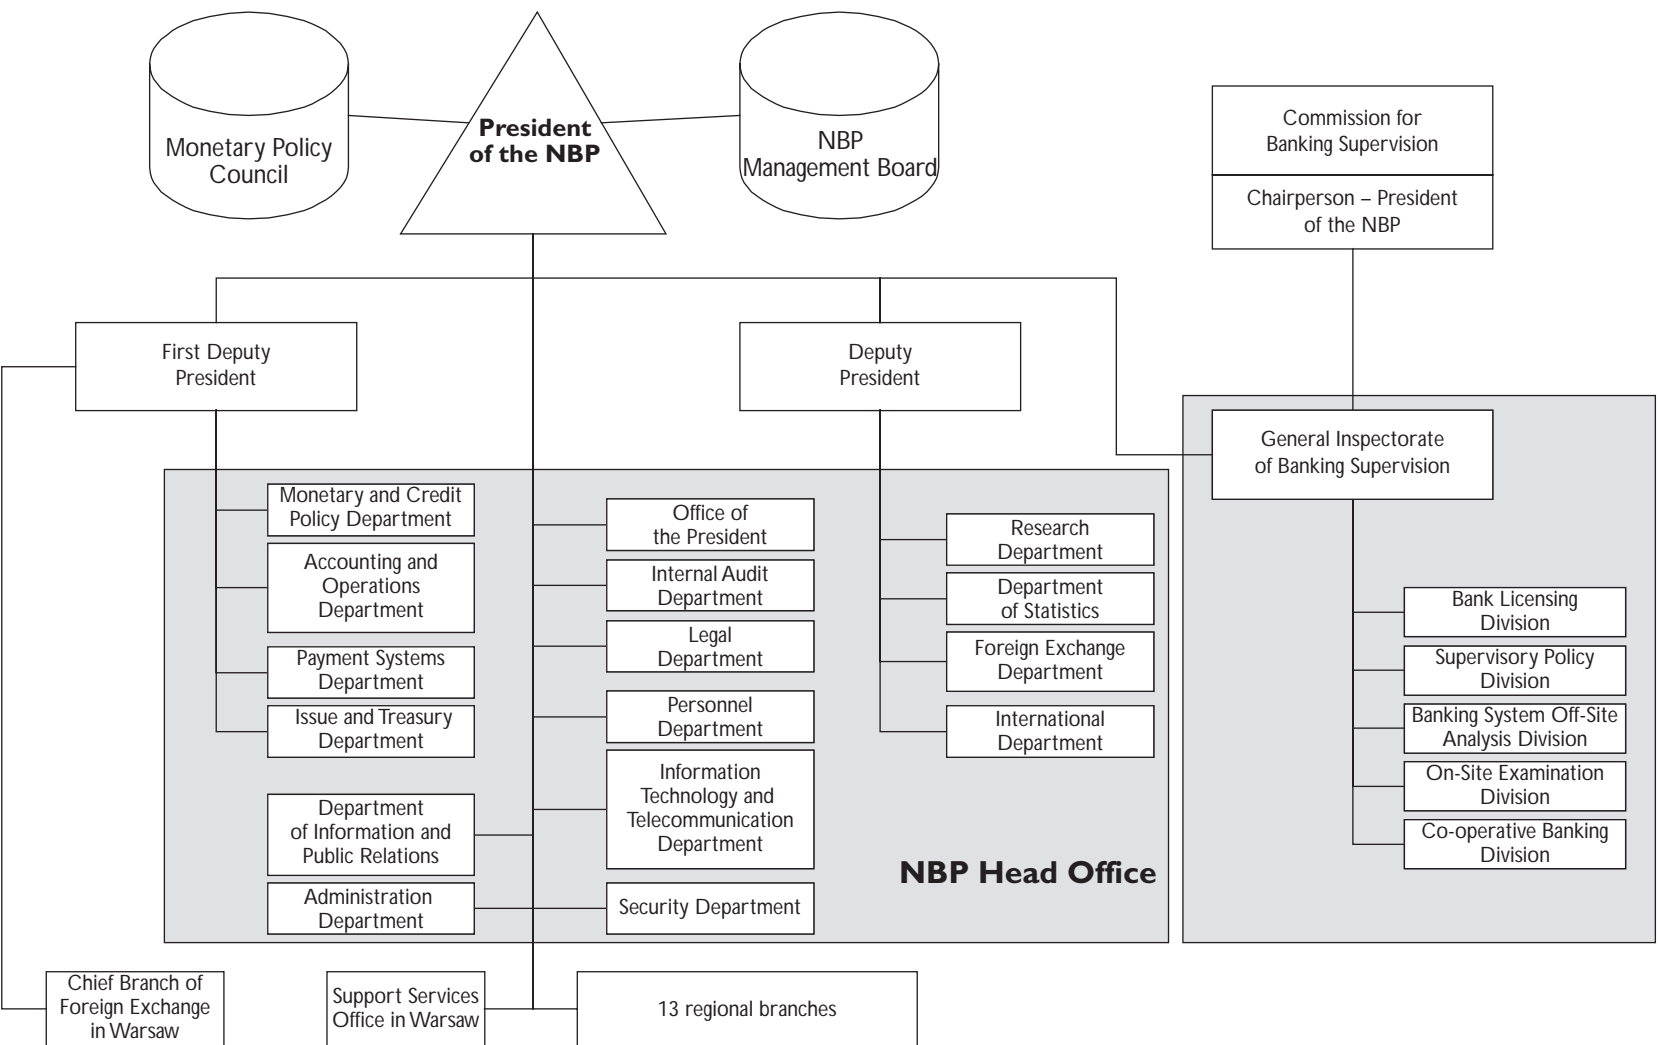 Monetary Policy
Council
President
of the NBP
NBP
Management Board
Commission for
Banking Supervision
Chairperson – President
of the NBP
First Deputy
President
Deputy
President
General Inspectorate
of Banking Supervision
Monetary and Credit
Policy Department
Accounting and
Operations
Department
Payment Systems
Department
Issue and Treasury
Department
Department
of Information and
Public Relations
Administration
Department
Office of
the President
Internal Audit
Department
Legal
Department
Personnel
Department
Information
Technology and
Telecommunication
Department
Security Department
Research
Department
Department
of Statistics
Foreign Exchange
Department
International
Department
NBP Head Office
Bank Licensing
Division
Supervisory Policy
Division
Banking System Off-Site
Analysis Division
On-Site Examination
Division
Co-operative Banking
Division
Chief Branch of
Foreign Exchange
in Warsaw
Support Services
Office in Warsaw
13 regional branches